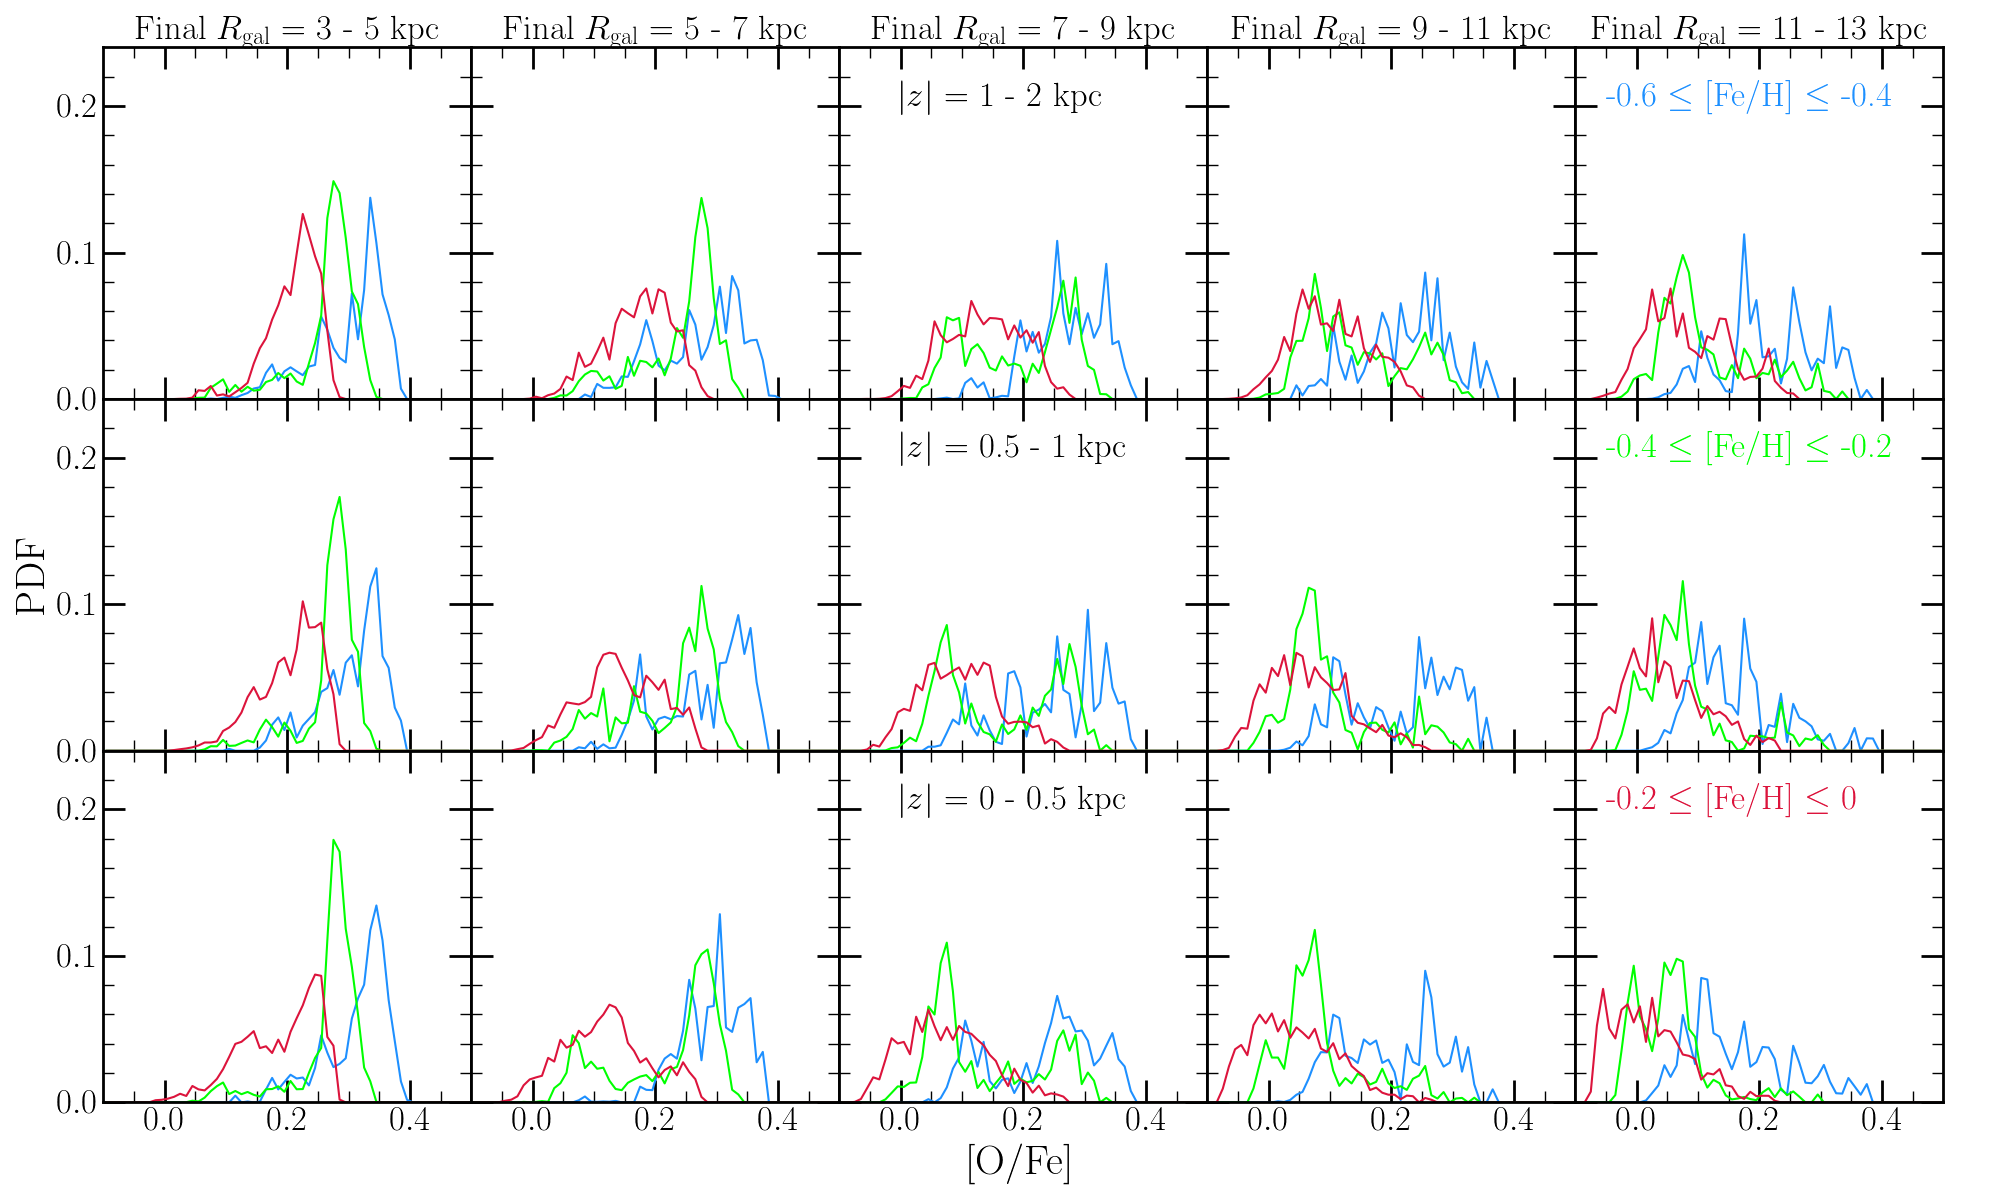 Final R_gal = 3 - 5 kpc
Final R_gal = 5 - 7 kpc
Final R_gal = 7 - 9 kpc
Final R_gal = 9 - 11 kpc
Final R_gal = 11 - 13 kpc
|z| = 1 - 2 kpc
-0.6 ≤ [Fe/H] ≤ -0.4
0.2
0.1
0.0
|z| = 0.5 - 1 kpc
-0.4 ≤ [Fe/H] ≤ -0.2
0.2
0.1
0.0
PDF
|z| = 0 - 0.5 kpc
-0.2 ≤ [Fe/H] ≤ 0
0.2
0.1
0.0
0.0 0.2 0.4
0.0 0.2 0.4
0.0 0.2 0.4
0.0 0.2 0.4
0.0 0.2 0.4
[O/Fe]